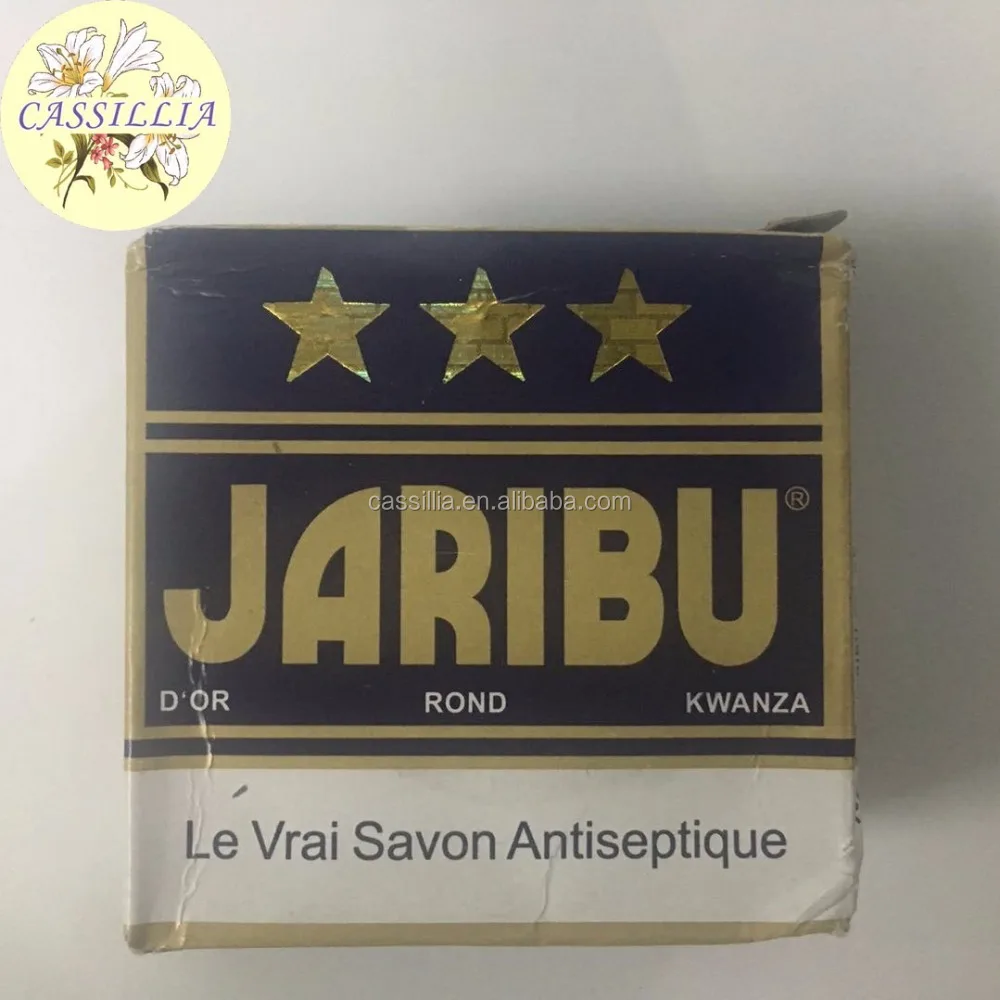 CASSILLIA
JARIBU®
cassillia.en.alibaba.com
D'OR ROND KWANZA
Le Vrai Savon Antiseptique